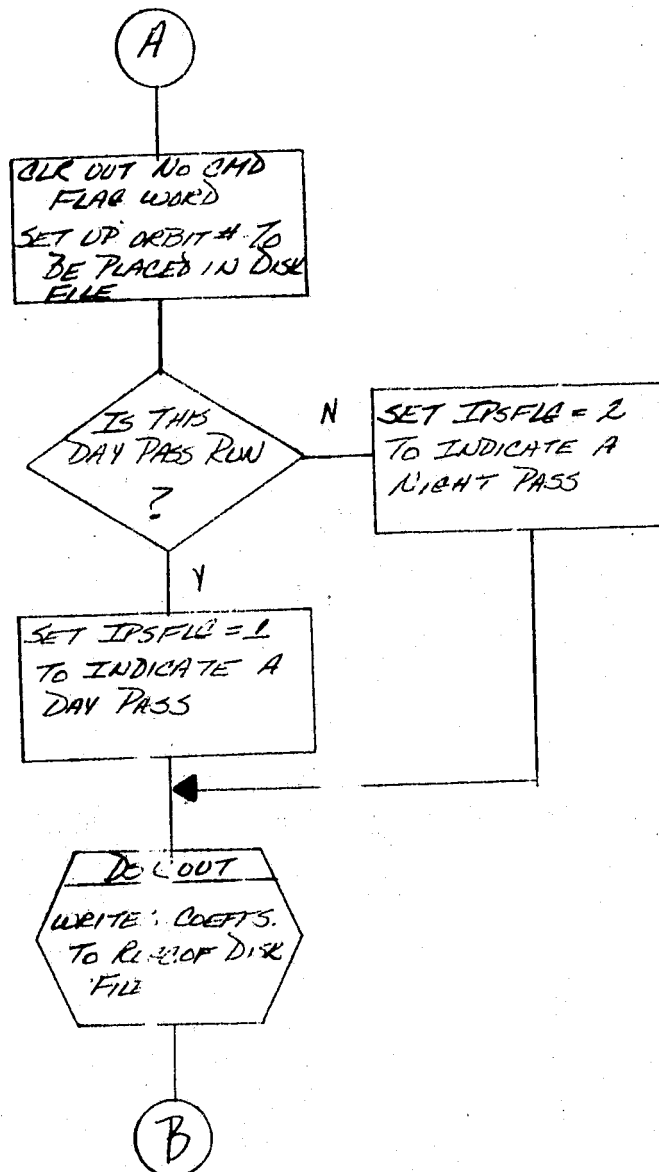 A
CLR OUT NO CMD
FLAG WORD
SET UP ORBIT # TO
BE PLACED IN DISK
FILE
IS THIS
DAY PASS RUN
?
N
SET IPSFLG = 2
TO INDICATE A
NIGHT PASS
Y
SET IPSFLG = 1
TO INDICATE A
DAY PASS
OUT
WRITE COEFTS.
TO DISK
FILE
B